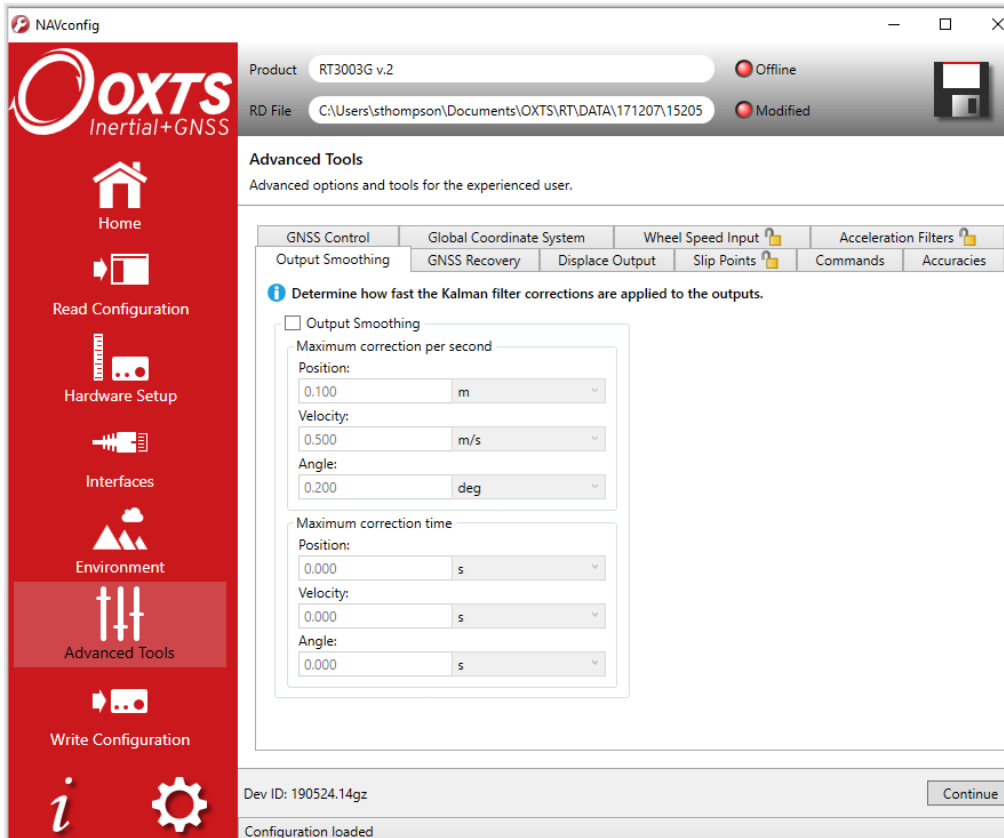 NAVconfig
OXTS
Inertial+GNSS
Product RT3003G v.2 Offline
RD File C:\Users\sthompson\Documents\OXTS\RT\DATA\171207\15205 Modified
Home
Read Configuration
Hardware Setup
Interfaces
Environment
Advanced Tools
Write Configuration
i
Advanced Tools
Advanced options and tools for the experienced user.
GNSS Control Global Coordinate System Wheel Speed Input Acceleration Filters
Output Smoothing GNSS Recovery Displace Output Slip Points Commands Accuracies
i Determine how fast the Kalman filter corrections are applied to the outputs.
Output Smoothing
Maximum correction per second
Position:
0.100 m
Velocity:
0.500 m/s
Angle:
0.200 deg
Maximum correction time
Position:
0.000 s
Velocity:
0.000 s
Angle:
0.000 s
Dev ID: 190524.14gz Continue
Configuration loaded